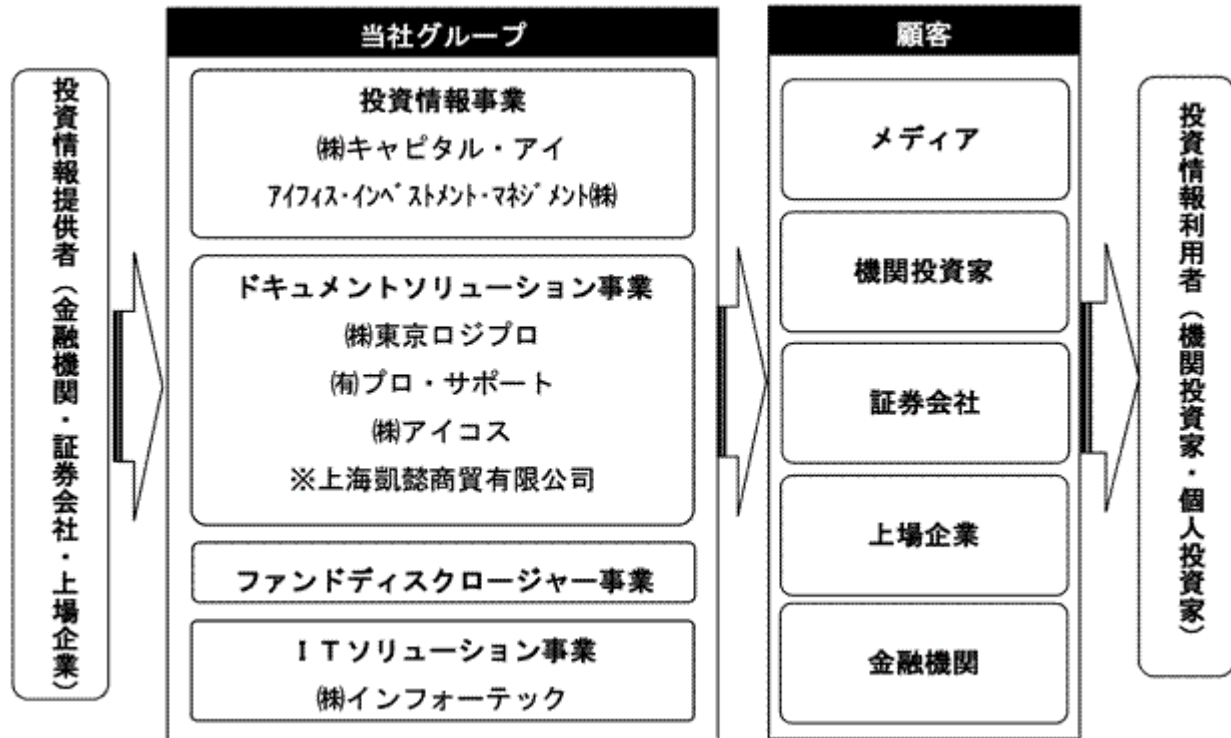 投資情報提供者（金融機関・証券会社・上場企業）
当社グループ
投資情報事業
㈱キャピタル・アイ
ｱｲﾌｨｽ･ｲﾝﾍﾞｽﾄﾒﾝﾄ･ﾏﾈｼﾞﾒﾝﾄ㈱
ドキュメントソリューション事業
㈱東京ロジプロ
㈲プロ・サポート
㈱アイコス
※上海凱懿商貿有限公司
ファンドディスクロージャー事業
ＩＴソリューション事業
㈱インフォーテック
顧客
メディア
機関投資家
証券会社
上場企業
金融機関
投資情報利用者（機関投資家・個人投資家）